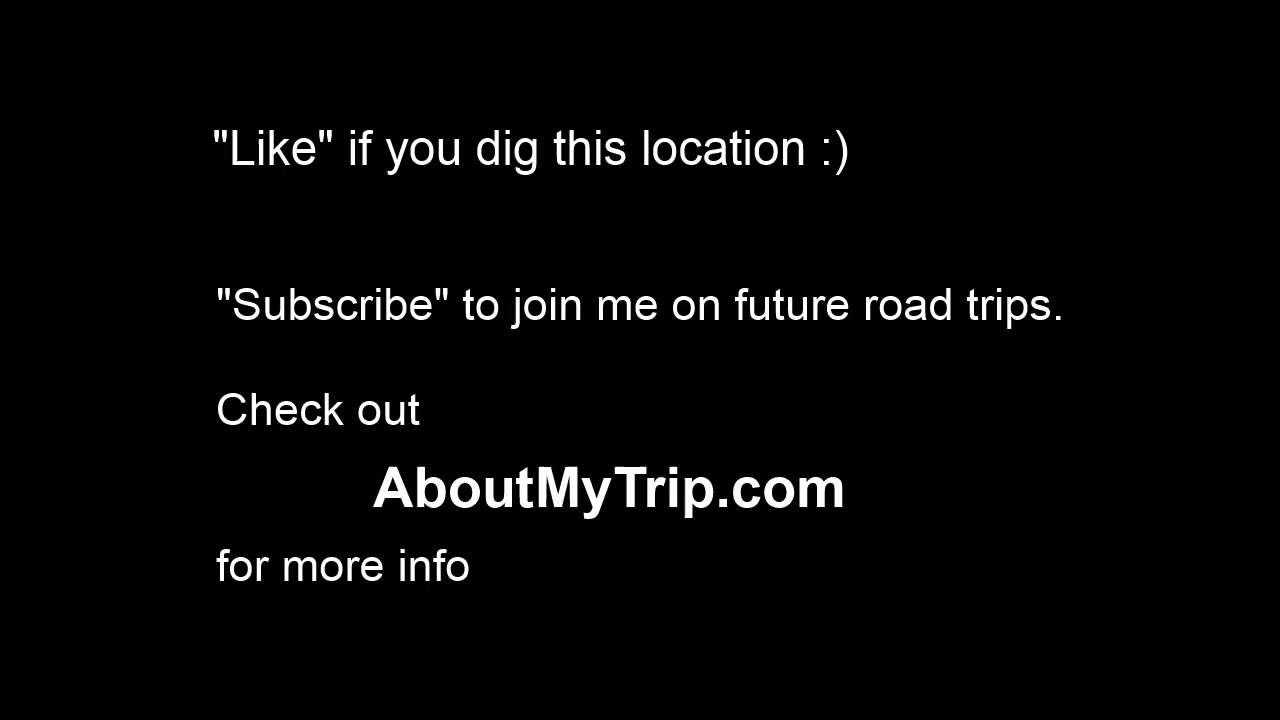 "Like" if you dig this location :)
"Subscribe" to join me on future road trips.
Check out
AboutMyTrip.com
for more info